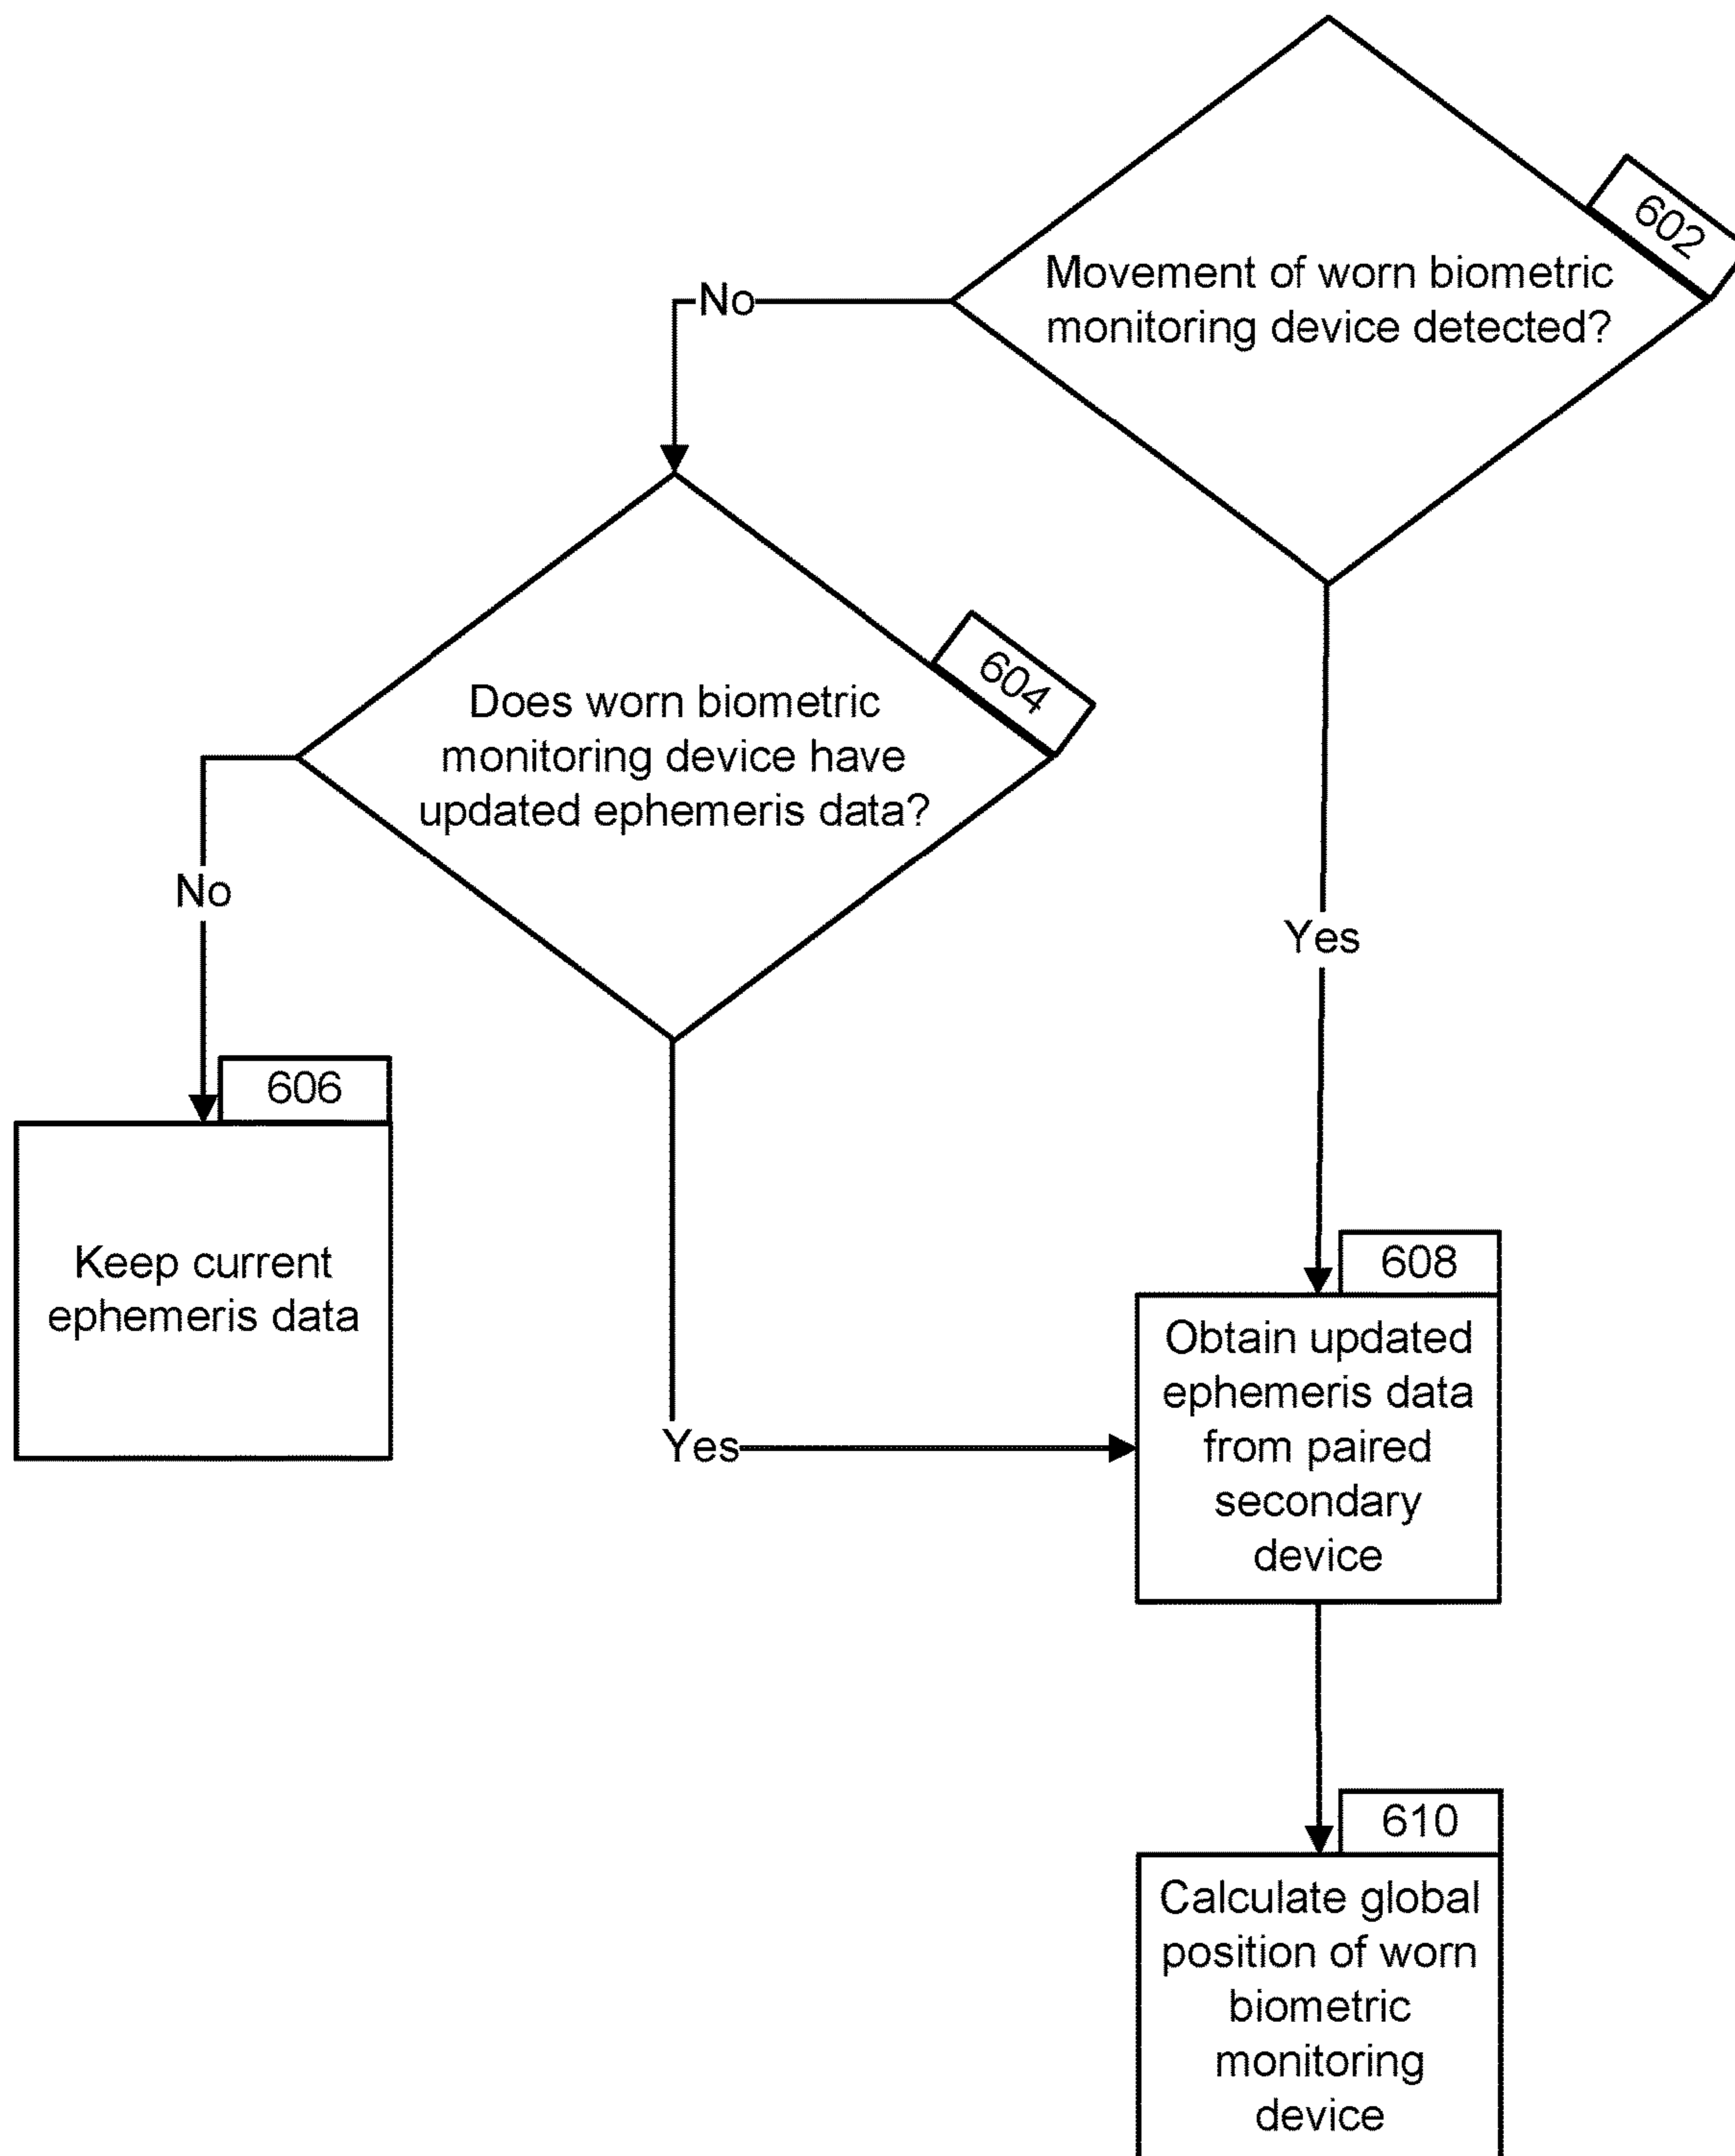 602
Movement of worn biometric
monitoring device detected?
No
604
Does worn biometric
monitoring device have
updated ephemeris data?
No
Yes
606
Keep current
ephemeris data
608
Obtain updated
ephemeris data
from paired
secondary
device
Yes
610
Calculate global
position of worn
biometric
monitoring
device